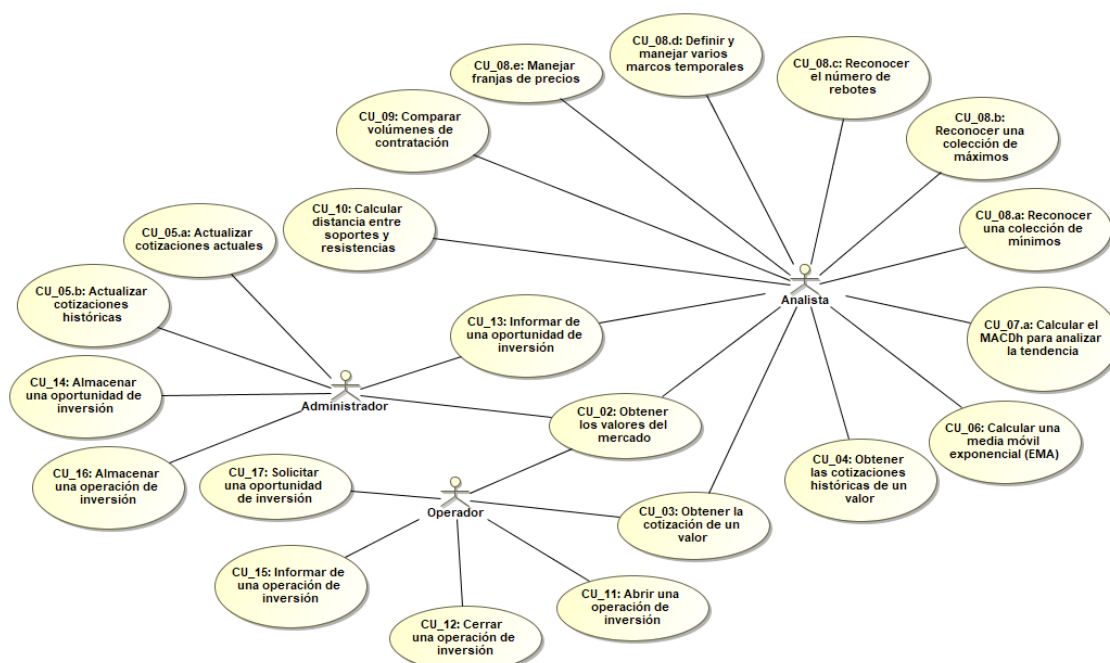 CU_08.d: Definir y
manejar varios
marcos temporales
CU_08.c: Reconocer
el número de
rebotes
CU_08.e: Manejar
franjas de precios
CU_09: Comparar
volúmenes de
contratación
CU_08.b:
Reconocer una
colección de
máximos
CU_10: Calcular
distancia entre
soportes y
resistencias
CU_08.a: Reconocer
una colección de
mínimos
CU_05.a: Actualizar
cotizaciones actuales
CU_05.b: Actualizar
cotizaciones
históricas
Analista
CU_13: Informar de
una oportunidad de
inversión
CU_07.a: Calcular el
MACDh para analizar
la tendencia
CU_14: Almacenar
una oportunidad de
inversión
Administrador
CU_02: Obtener
los valores del
mercado
CU_06: Calcular una
media móvil
exponencial (EMA)
CU_16: Almacenar
una operación de
inversión
CU_17: Solicitar
una oportunidad
de inversión
CU_04: Obtener
las cotizaciones
históricas de un
valor
Operador
CU_03: Obtener la
cotización de un
valor
CU_15: Informar de
una operación de
inversión
CU_11: Abrir una
operación de
inversión
CU_12: Cerrar
una operación de
inversión